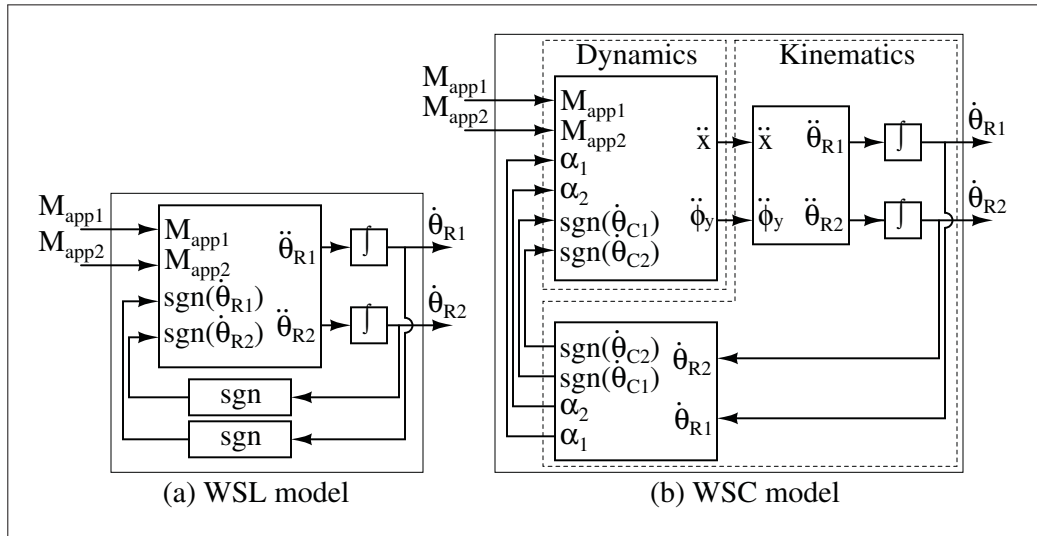 M_app1
M_app2
M_app1
M_app2
sgn(θ̇_R1)
sgn(θ̇_R2)
θ̈_R1
θ̈_R2
∫
∫
θ̇_R1
θ̇_R2
sgn
sgn
(a) WSL model
Dynamics
Kinematics
M_app1
M_app2
M_app1
M_app2
α_1
α_2
sgn(θ̇_C1)
sgn(θ̇_C2)
ẍ
ϕ̈_y
ẍ
ϕ̈_y
θ̈_R1
θ̈_R2
∫
∫
θ̇_R1
θ̇_R2
sgn(θ̇_C2)
sgn(θ̇_C1)
α_2
α_1
θ̇_R2
θ̇_R1
(b) WSC model